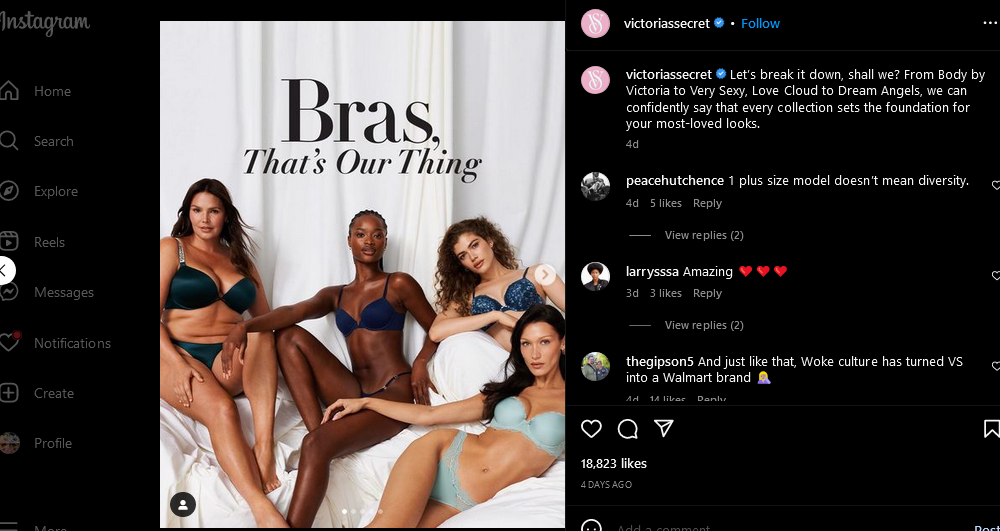 Instagram
Home
Search
Explore
Reels
Messages
Notifications
Create
Profile
More
Bras,
That's Our Thing
victoriassecret • Follow
victoriassecret Let's break it down, shall we? From Body by
Victoria to Very Sexy, Love Cloud to Dream Angels, we can
confidently say that every collection sets the foundation for
your most-loved looks.
4d
peacehutchence 1 plus size model doesn't mean diversity.
4d 5 likes Reply
View replies (2)
larrysssa Amazing ❤️❤️❤️
3d 3 likes Reply
View replies (2)
thegipson5 And just like that, Woke culture has turned VS
into a Walmart brand 🤷‍♀️
4d 14 likes Reply
18,823 likes
4 DAYS AGO
Add a comment...
Post